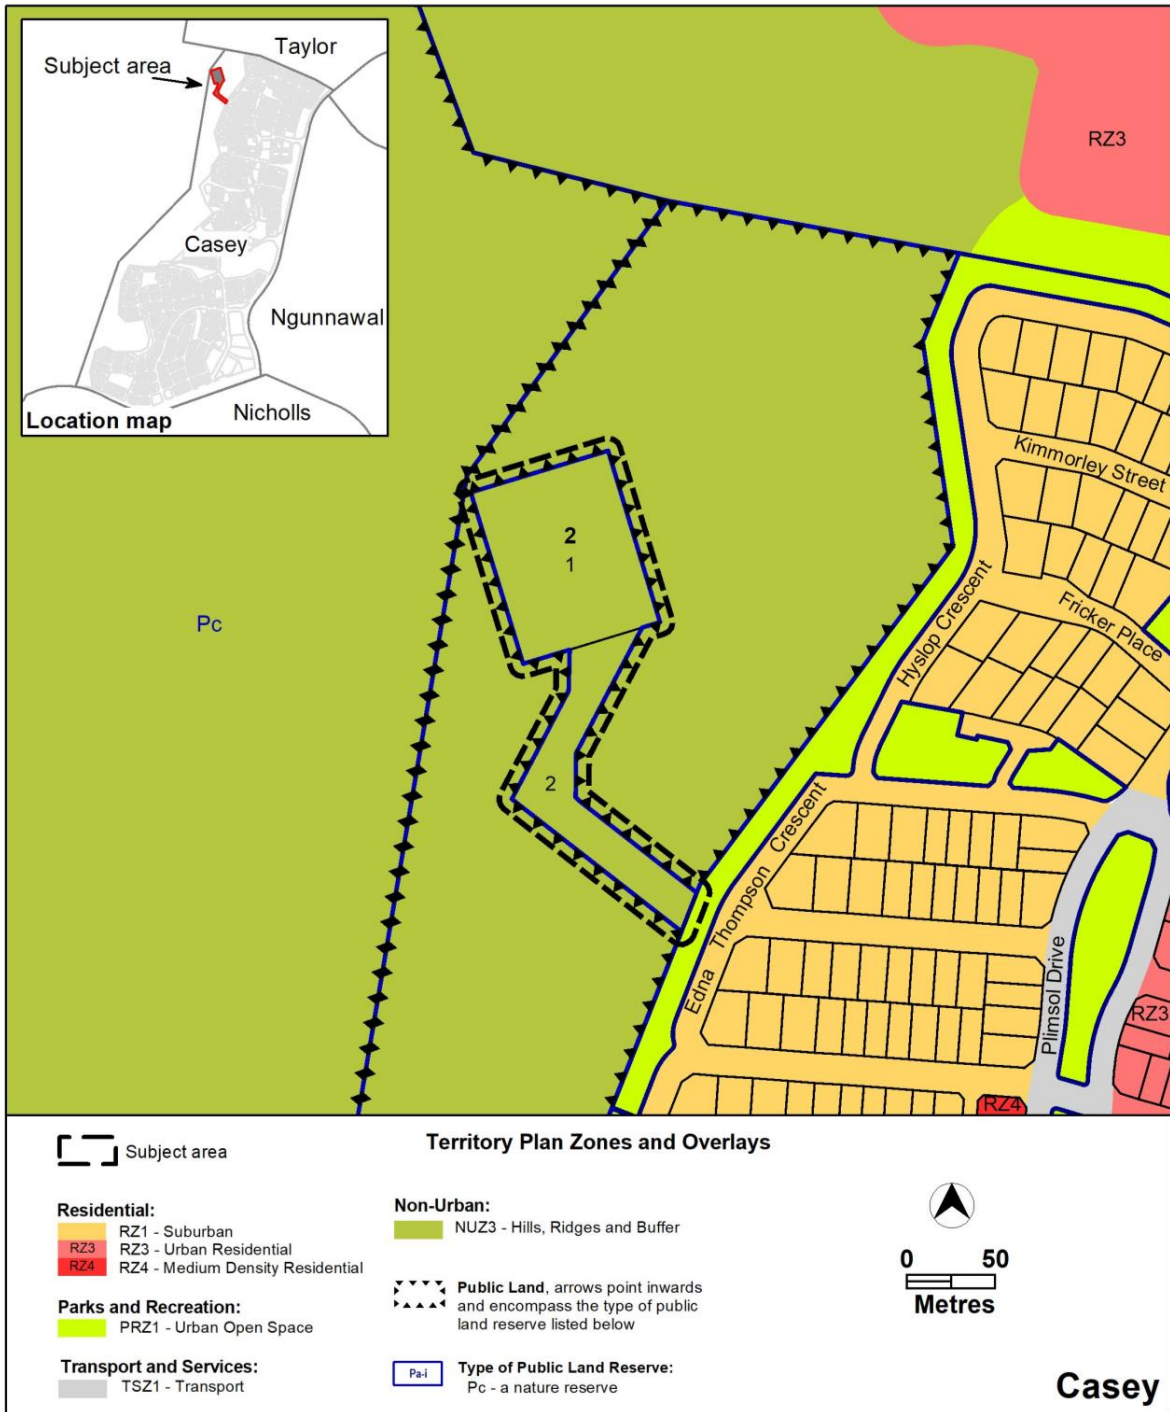 Taylor
Subject area
Casey
Ngunnawal
Nicholls
Location map
RZ3
Kimmorley Street
Fricker Place
Hyslop Crescent
Pc
2
1
2
Edna Thompson Crescent
Plimsol Drive
RZ3
RZ4
Territory Plan Zones and Overlays
Subject area
Residential:
RZ1 - Suburban
RZ3 RZ3 - Urban Residential
RZ4 RZ4 - Medium Density Residential
Parks and Recreation:
PRZ1 - Urban Open Space
Transport and Services:
TSZ1 - Transport
Non-Urban:
NUZ3 - Hills, Ridges and Buffer
Public Land, arrows point inwards
and encompass the type of public
land reserve listed below
Pa-i
Type of Public Land Reserve:
Pc - a nature reserve
0 50
Metres
Casey